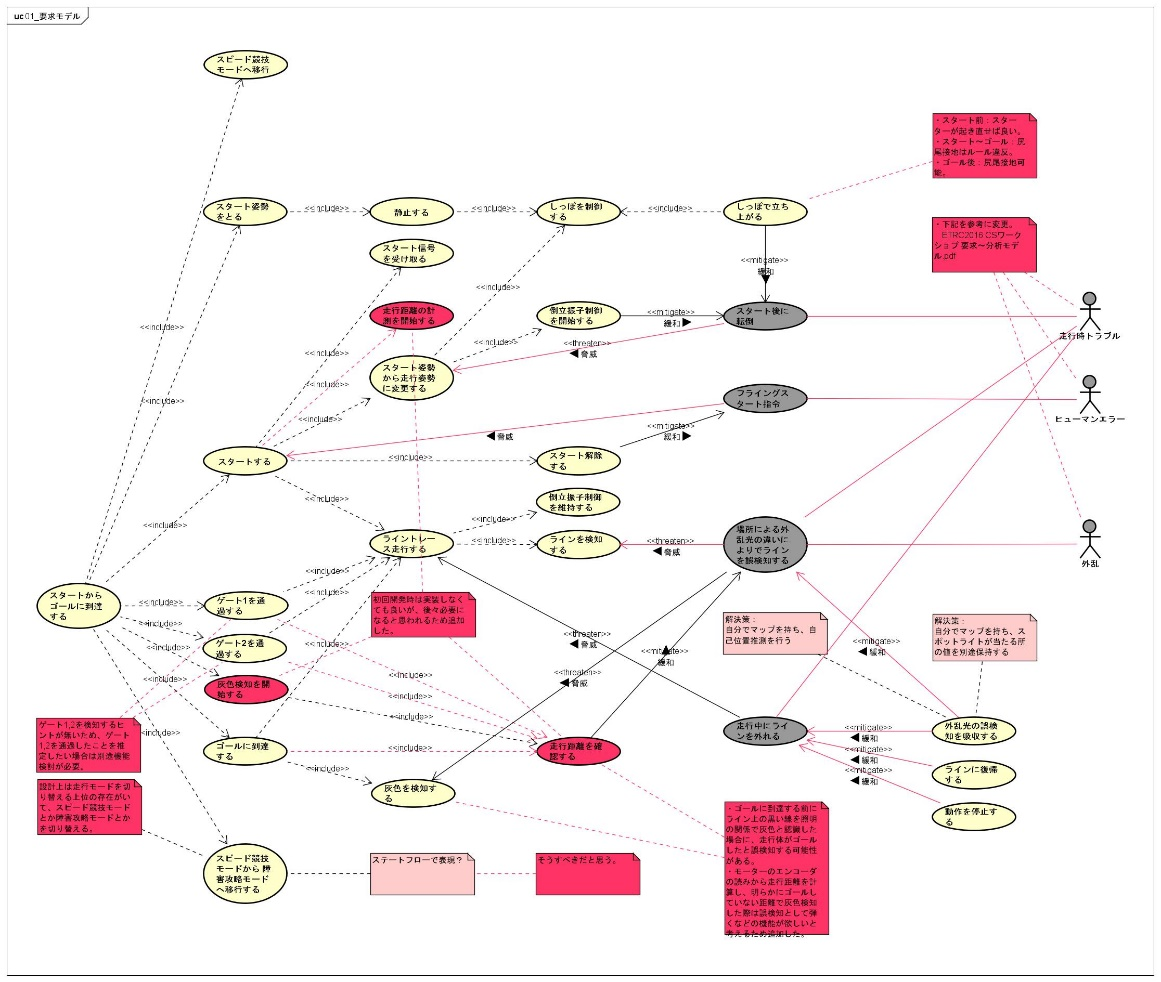 uc 01_要求モデル
スピード競技
モードへ移行
・スタート前：スター
ターが起き直せば良い。
・スタート～ゴール：尻
尾接地はルール違反。
・ゴール後：尻尾接地可
能。
スタート姿勢
をとる
<<include>>
静止する
<<include>>
しっぽを制御
する
<<include>>
しっぽで立ち
上がる
・下記を参考に変更。
ETRC2016 CSワーク
ショップ 要求～分析モデ
ル.pdf
スタート信号
を受け取る
<<mitigate>>
緩和
<<include>>
走行距離の計
測を開始する
倒立振子制御
を開始する
<<mitigate>>
緩和
スタート後に
転倒
走行時トラブル
<<include>>
<<include>>
<<include>>
<<threaten>>
脅威
スタート姿勢
から走行姿勢
に変更する
フライングス
タート指令
ヒューマンエラー
<<include>>
<<include>>
<<mitigate>>
緩和
脅威
スタートする
<<include>>
スタート解除
する
<<include>>
倒立振子制御
を維持する
<<include>>
<<include>>
ライントレー
ス走行する
<<include>>
ラインを検知
する
<<threaten>>
脅威
場所による外
乱光の違いに
よりでライン
を誤検知する
外乱
スタートから
ゴールに到達
する
<<include>>
ゲート1を通
過する
<<include>>
<<include>>
初回開発時は実装しなく
ても良いが、後々必要に
なると思われるため追加
した。
解決策：
自分でマップを持ち、自
己位置推測を行う
解決策：
自分でマップを持ち、ス
ポットライトが当たる所
の値を別途保持する
<<include>>
<<include>>
ゲート2を通
過する
<<include>>
<<threaten>>
脅威
<<mitigate>>
緩和
<<mitigate>>
緩和
<<include>>
<<threaten>>
脅威
灰色検知を開
始する
<<include>>
<<include>>
ゲート1,2を検知するヒ
ントが無いため、ゲート
1,2を通過したことを推
定したい場合は別途機能
検討が必要。
<<include>>
ゴールに到達
する
<<include>>
<<include>>
走行距離を確
認する
走行中にライ
ンを外れる
<<mitigate>>
緩和
外乱光の誤検
知を吸収する
<<mitigate>>
緩和
ラインに復帰
する
<<mitigate>>
緩和
動作を停止す
る
<<include>>
灰色を検知す
る
設計上は走行モードを切
り替える上位の存在がい
て、スピード競技モード
とか障害攻略モードとか
を切り替える。
・ゴールに到達する前に
ライン上の黒い線を照明
の関係で灰色と認識した
場合に、走行体がゴール
したと誤検知する可能性
がある。
・モーターのエンコーダ
の読みから走行距離を計
算し、明らかにゴールし
ていない距離で灰色検知
した際は誤検知として弾
くなどの機能が欲しいと
考えるため追加した。
スピード競技
モードから障
害攻略モード
へ移行する
ステートフローで表現？
そうすべきだと思う。